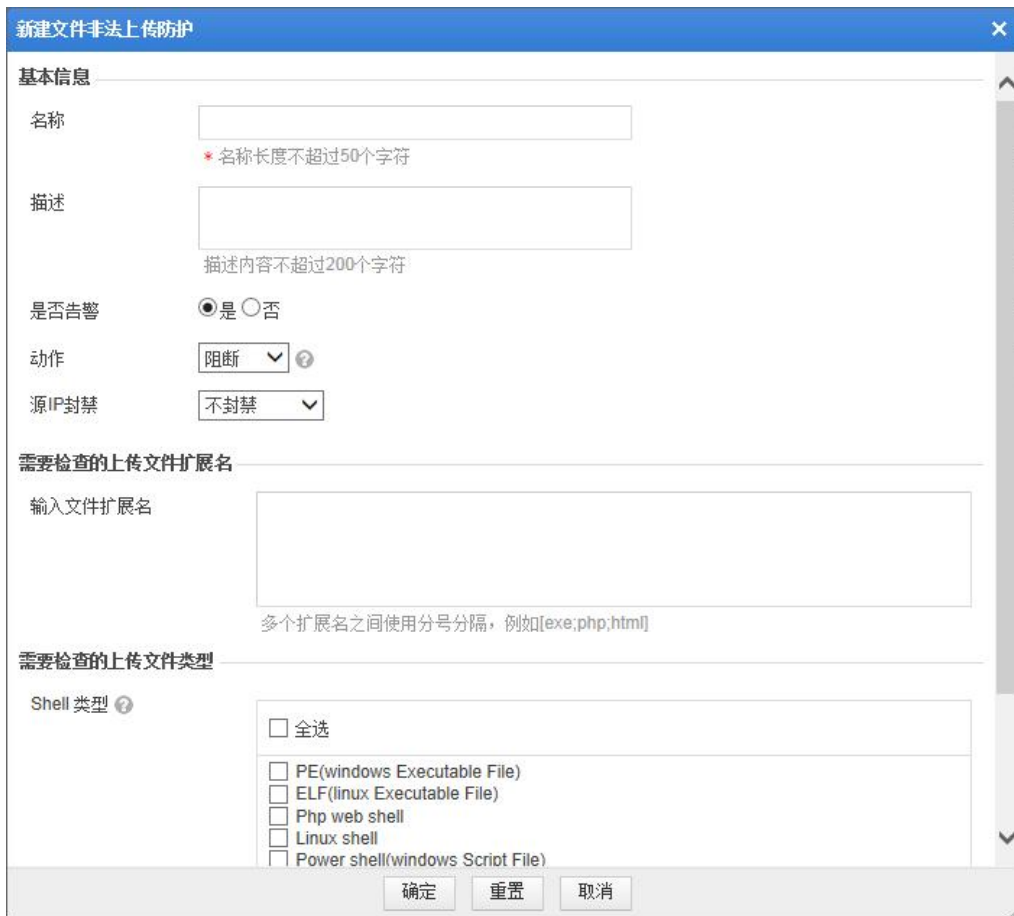 新建文件非法上传防护
基本信息
名称
* 名称长度不超过50个字符
描述
描述内容不超过200个字符
是否告警 是 否
动作 阻断
源IP封禁 不封禁
需要检查的上传文件扩展名
输入文件扩展名
多个扩展名之间使用分号分隔，例如[exe;php;html]
需要检查的上传文件类型
Shell 类型
全选
PE(windows Executable File)
ELF(linux Executable File)
Php web shell
Linux shell
Power shell(windows Script File)
确定 重置 取消